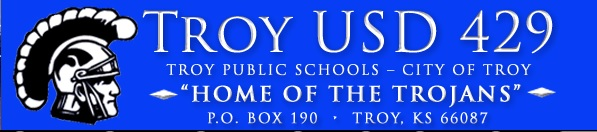 TROY USD 429
TROY PUBLIC SCHOOLS – CITY OF TROY
“HOME OF THE TROJANS”
P.O. BOX 190 • TROY, KS 66087